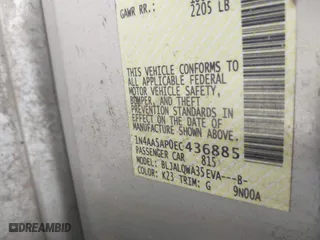 GAWR RR.:
2205 LB
THIS VEHICLE CONFORMS TO
ALL APPLICABLE FEDERAL
MOTOR VEHICLE SAFETY,
BUMPER, AND THEFT
PREVENTION STANDARDS IN
EFFECT ON THE DATE OF
MANUFACTURE SHOWN ABOVE.
1N4AA5AP0EC436885
PASSENGER CAR 815
MODEL: BLJALQWA35EVA---B-
COLOR: K23 TRIM: G 9N00A
DREAMBID